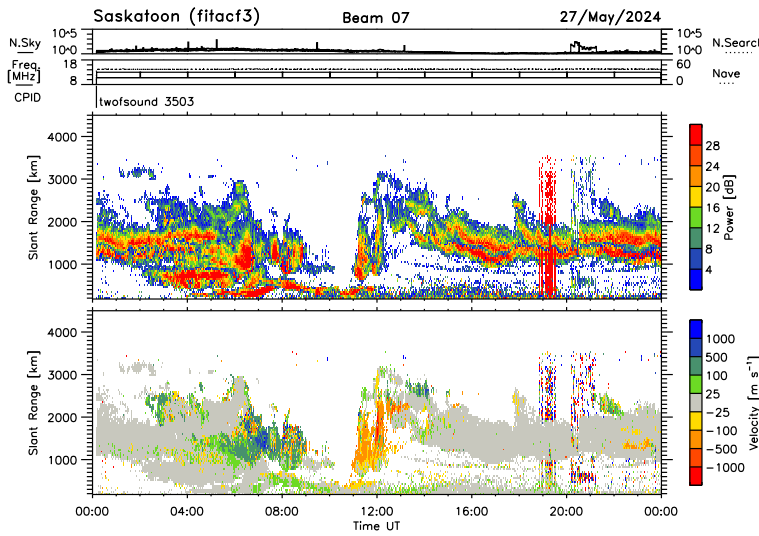 Saskatoon (fitacf3) Beam 07 27/May/2024
N.Sky 10^5 10^0 10^5 10^0 N.Search
Freq. [MHz] 18 8 60 0 Nave
CPID twofsound 3503
Slant Range [km] 4000 3000 2000 1000
Power [dB] 28 24 20 16 12 8 4
Slant Range [km] 4000 3000 2000 1000
Velocity [m s⁻¹] 1000 500 100 25 −25 −100 −500 −1000
00:00 04:00 08:00 12:00 16:00 20:00 00:00
Time UT